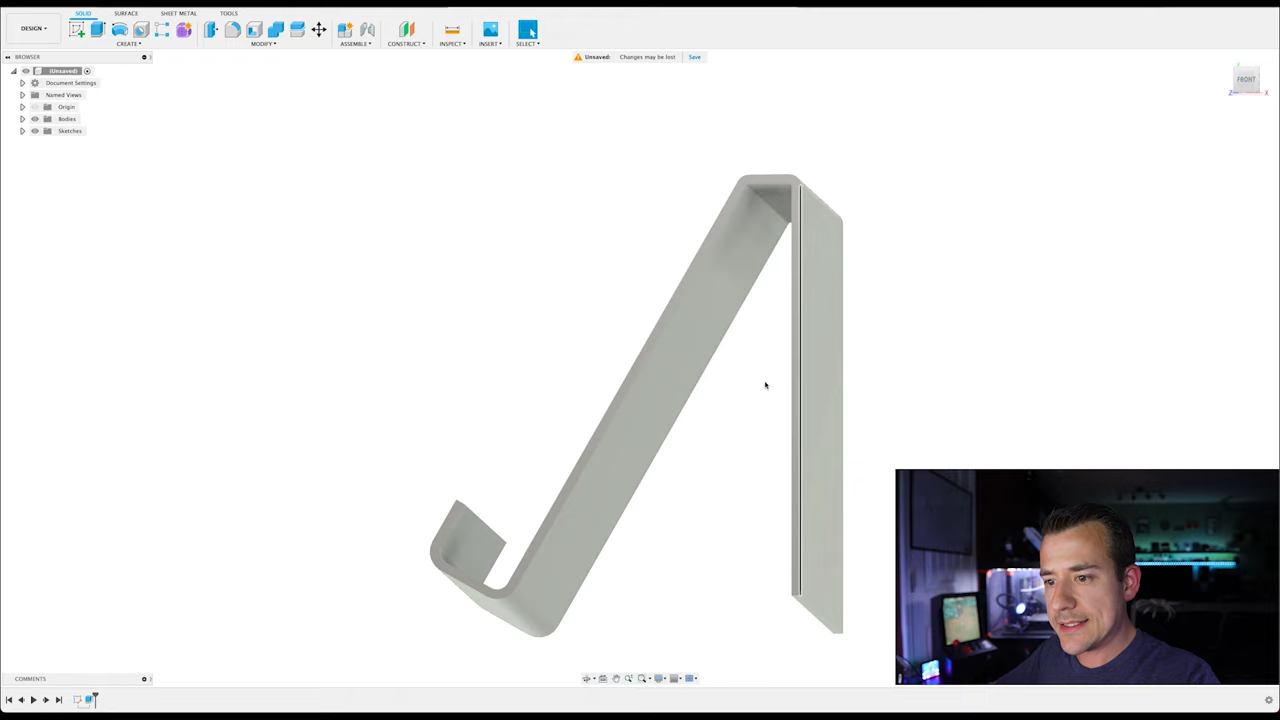 SOLID SURFACE SHEET METAL TOOLS
DESIGN
CREATE MODIFY ASSEMBLE CONSTRUCT INSPECT INSERT SELECT
BROWSER
Unsaved: Changes may be lost Save
(Unsaved)
Document Settings
Named Views
Origin
Bodies
Sketches
FRONT
Z X
COMMENTS